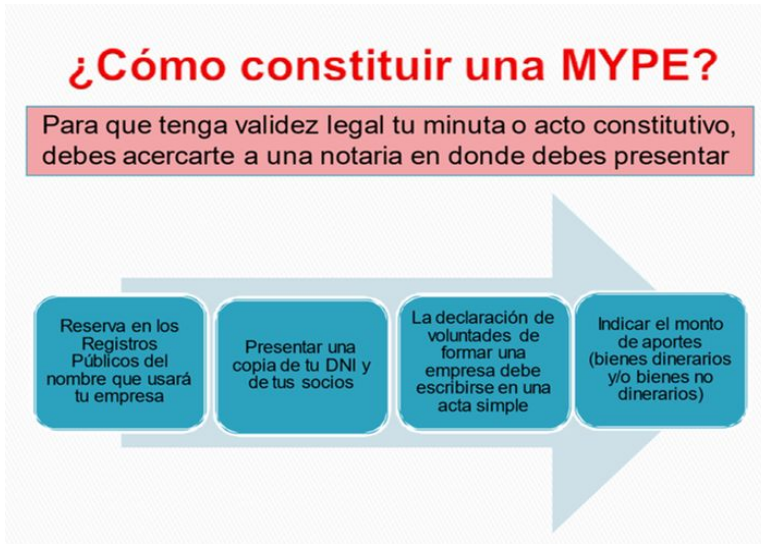 ¿Cómo constituir una MYPE?
Para que tenga validez legal tu minuta o acto constitutivo,
debes acercarte a una notaria en donde debes presentar
Reserva en los
Registros
Públicos del
nombre que usará
tu empresa
Presentar una
copia de tu DNI y
de tus socios
La declaración de
voluntades de
formar una
empresa debe
escribirse en una
acta simple
Indicar el monto
de aportes
(bienes dinerarios
y/o bienes no
dinerarios)